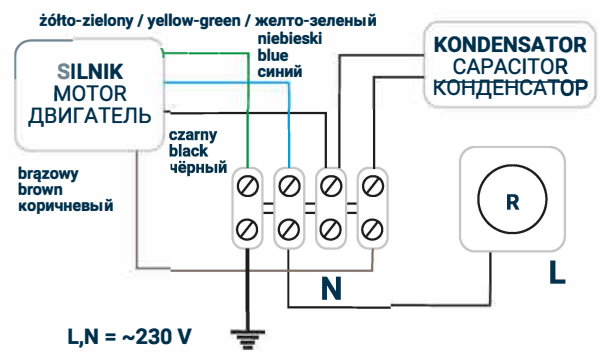 żółto-zielony / yellow-green / желто-зеленый
niebieski
blue
синий
SILNIK
MOTOR
ДВИГАТЕЛЬ
KONDENSATOR
CAPACITOR
КОНДЕНСАТОР
czarny
black
чёрный
brązowy
brown
коричневый
R
L
N
L,N = ~230 V